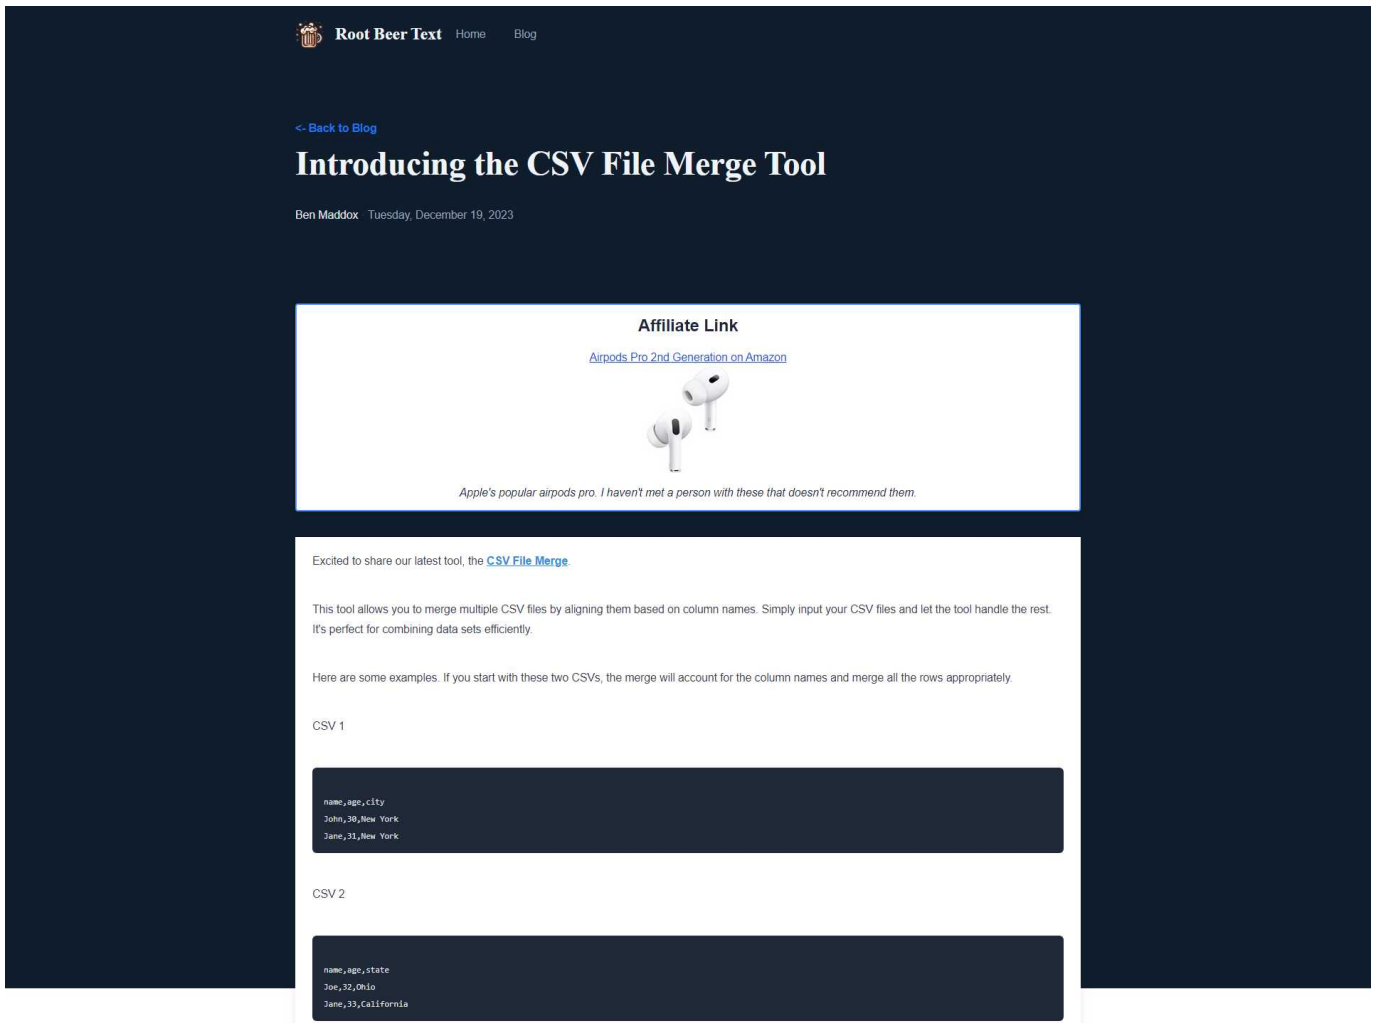 Root Beer Text Home Blog
<- Back to Blog
Introducing the CSV File Merge Tool
Ben Maddox Tuesday, December 19, 2023
Affiliate Link
Airpods Pro 2nd Generation on Amazon
Apple's popular airpods pro. I haven't met a person with these that doesn't recommend them.
Excited to share our latest tool, the CSV File Merge.
This tool allows you to merge multiple CSV files by aligning them based on column names. Simply input your CSV files and let the tool handle the rest.
It's perfect for combining data sets efficiently.
Here are some examples. If you start with these two CSVs, the merge will account for the column names and merge all the rows appropriately.
CSV 1
name,age,city
John,30,New York
Jane,31,New York
CSV 2
name,age,state
Joe,32,Ohio
Jane,33,California